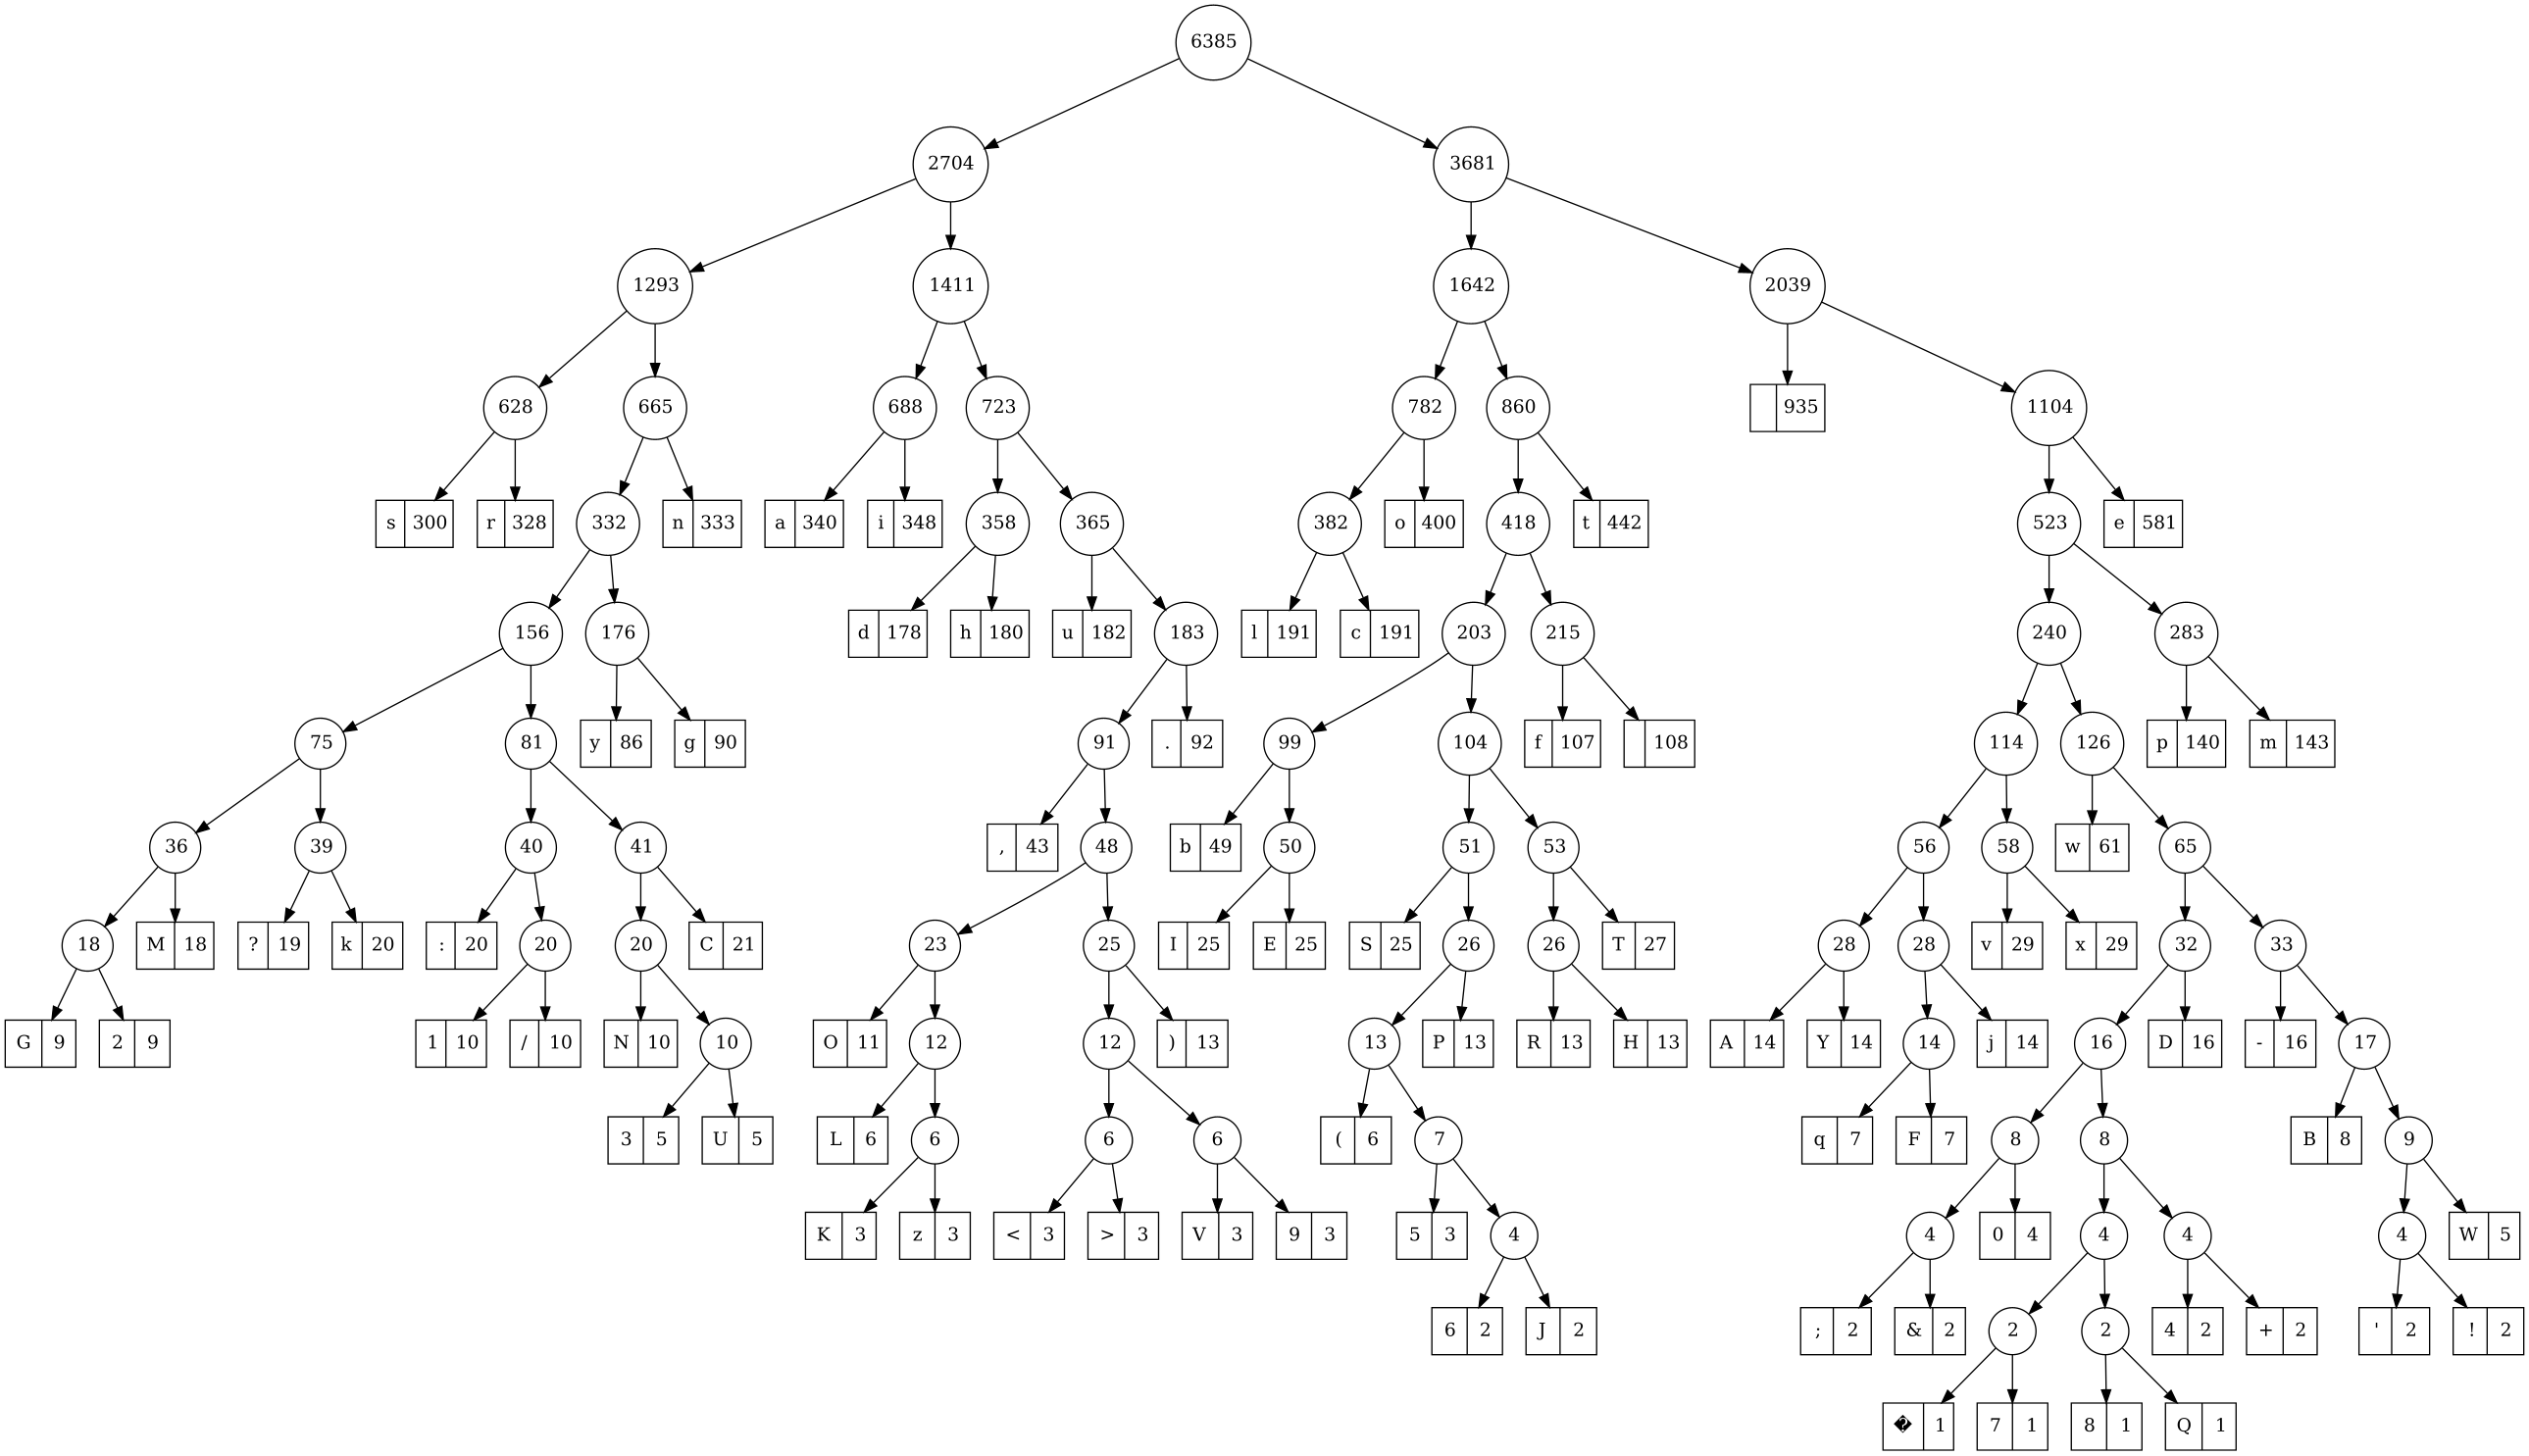 6385
2704 3681
1293 1411 1642 2039
628 665 688 723 782 860 935 1104
s 300 r 328 332 n 333 a 340 i 348 358 365 382 o 400 418 t 442 523 e 581
156 176 d 178 h 180 u 182 183 l 191 c 191 203 215 240 283
75 81 y 86 g 90 91 . 92 99 104 f 107 108 114 126 p 140 m 143
36 39 40 41 , 43 48 b 49 50 51 53 56 58 w 61 65
18 M 18 ? 19 k 20 : 20 20 20 C 21 23 25 I 25 E 25 S 25 26 26 T 27 28 28 v 29 x 29 32 33
G 9 2 9 1 10 / 10 N 10 10 O 11 12 12 ) 13 13 P 13 R 13 H 13 A 14 Y 14 14 j 14 16 D 16 - 16 17
3 5 U 5 L 6 6 6 6 ( 6 7 q 7 F 7 8 8 B 8 9
K 3 z 3 < 3 > 3 V 3 9 3 5 3 4 4 0 4 4 4 4 W 5
6 2 J 2 ; 2 & 2 2 2 4 2 + 2 ' 2 ! 2
� 1 7 1 8 1 Q 1